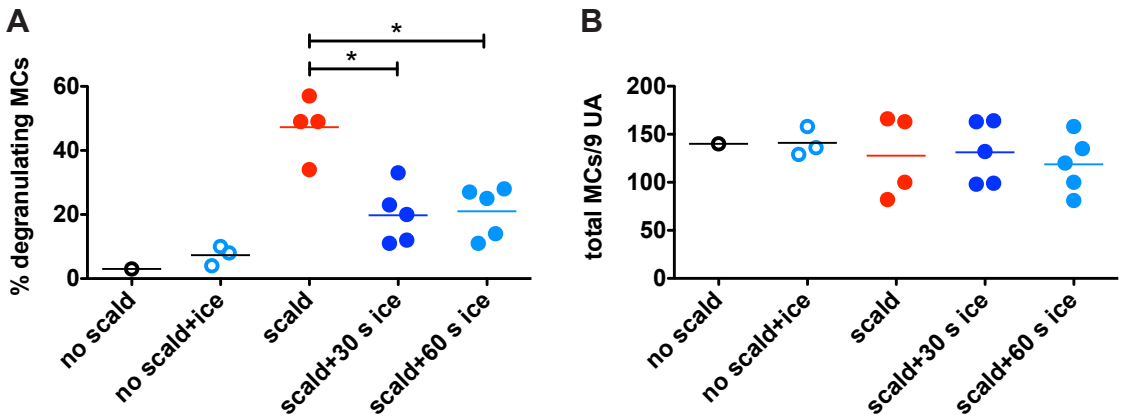 A
% degranulating MCs
60
40
20
0
*
*
no scald
no scald+ice
scald
scald+30 s ice
scald+60 s ice
B
total MCs/9 UA
200
150
100
50
0
no scald
no scald+ice
scald
scald+30 s ice
scald+60 s ice